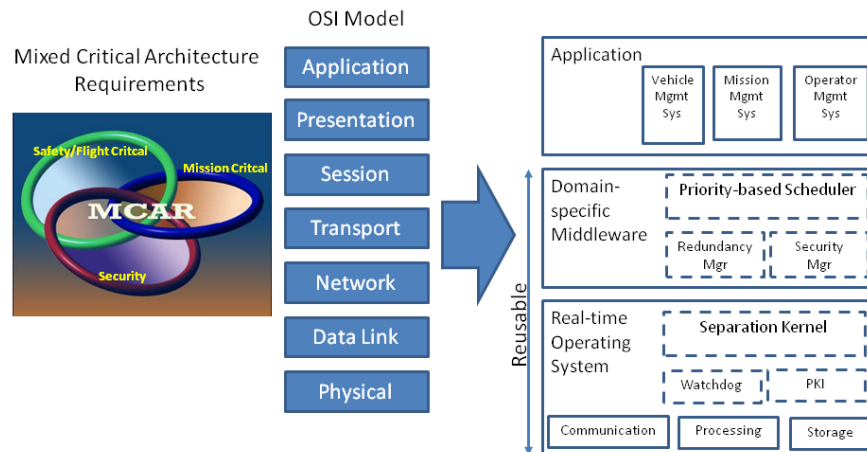 OSI Model
Mixed Critical Architecture
Requirements
Safety/Flight Critcal
Mission Critcal
MCAR
Security
Application
Presentation
Session
Transport
Network
Data Link
Physical
Reusable
Application
Vehicle
Mgmt
Sys
Mission
Mgmt
Sys
Operator
Mgmt
Sys
Domain-
specific
Middleware
Priority-based Scheduler
Redundancy
Mgr
Security
Mgr
Real-time
Operating
System
Separation Kernel
Watchdog
PKI
Communication
Processing
Storage